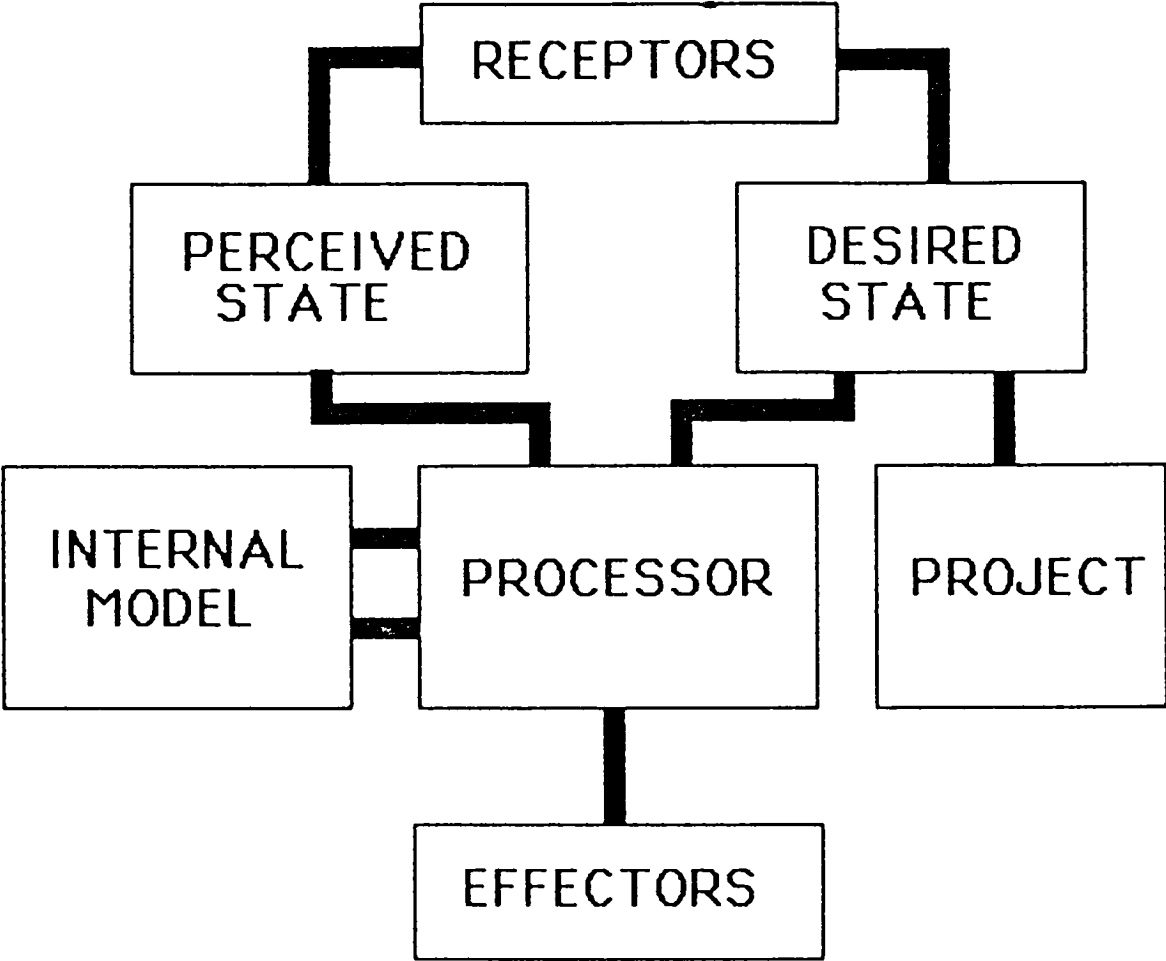 RECEPTORS
PERCEIVED
STATE
DESIRED
STATE
INTERNAL
MODEL
PROCESSOR
PROJECT
EFFECTORS